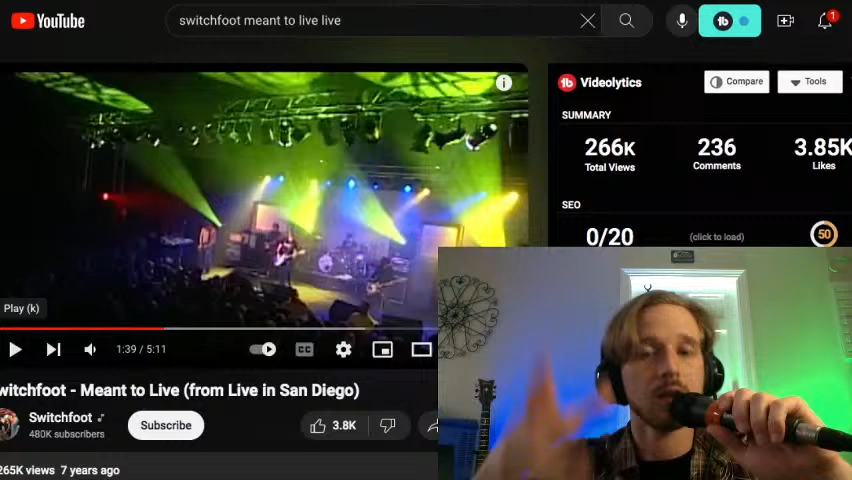 YouTube
switchfoot meant to live live
1
Videolytics
Compare
Tools
SUMMARY
266K
236
3.85K
Total Views
Comments
Likes
SEO
0/20
(click to load)
50
Play (k)
1:39 / 5:11
CC
witchfoot - Meant to Live (from Live in San Diego)
Switchfoot
480K subscribers
Subscribe
3.8K
265K views 7 years ago